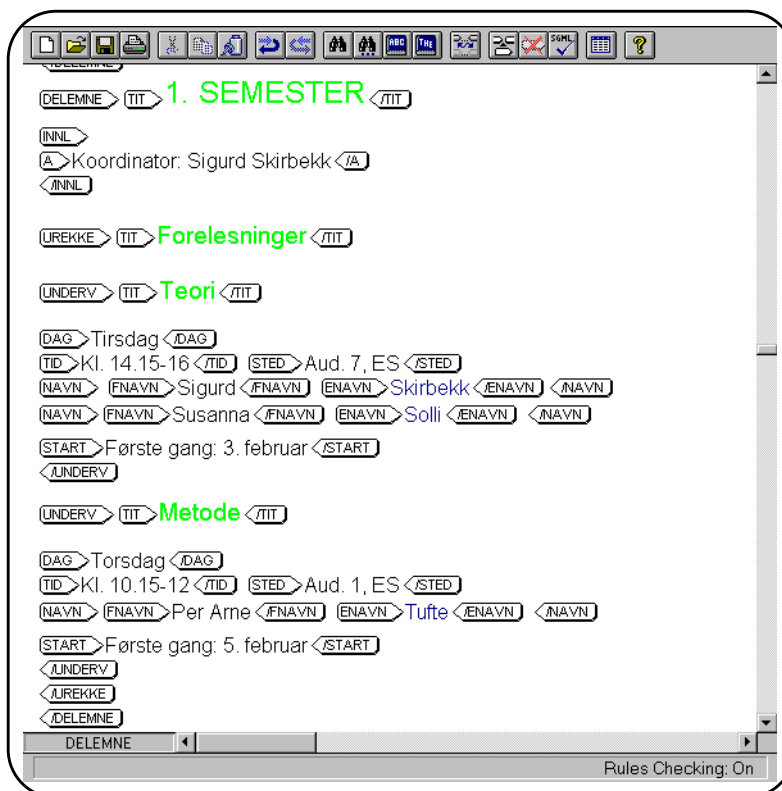 ABC THE SGML ?
/DELEMNE
DELEMNE TIT 1. SEMESTER /TIT
INNL
A Koordinator: Sigurd Skirbekk /A
/INNL
UREKKE TIT Forelesninger /TIT
UNDERV TIT Teori /TIT
DAG Tirsdag /DAG
TID Kl. 14.15-16 /TID STED Aud. 7, ES /STED
NAVN FNAVN Sigurd /FNAVN ENAVN Skirbekk /ENAVN /NAVN
NAVN FNAVN Susanna /FNAVN ENAVN Solli /ENAVN /NAVN
START Første gang: 3. februar /START
/UNDERV
UNDERV TIT Metode /TIT
DAG Torsdag /DAG
TID Kl. 10.15-12 /TID STED Aud. 1, ES /STED
NAVN FNAVN Per Arne /FNAVN ENAVN Tufte /ENAVN /NAVN
START Første gang: 5. februar /START
/UNDERV
/UREKKE
/DELEMNE
DELEMNE
Rules Checking: On